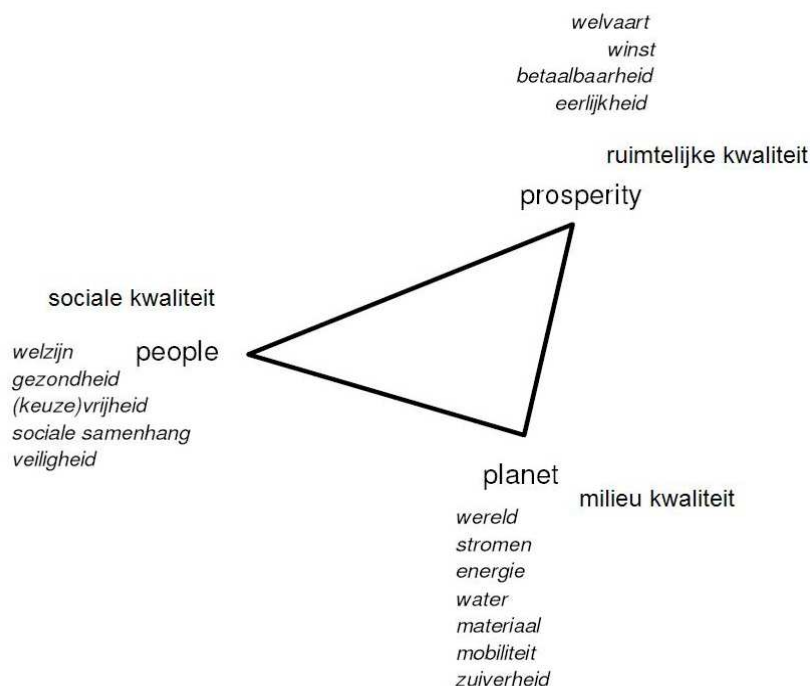 welvaart
winst
betaalbaarheid
eerlijkheid
ruimtelijke kwaliteit
prosperity
sociale kwaliteit
people
welzijn
gezondheid
(keuze)vrijheid
sociale samenhang
veiligheid
planet
milieu kwaliteit
wereld
stromen
energie
water
materiaal
mobiliteit
zuiverheid